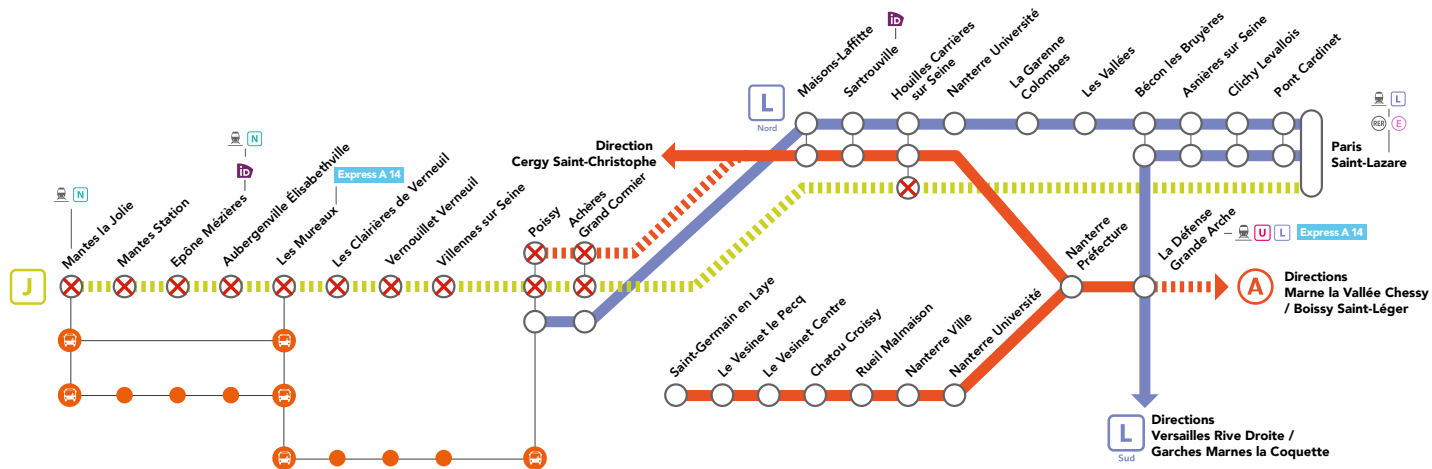 iD
L
Nord
Maisons-Laffitte
Sartrouville
Houilles Carrières
sur Seine
Nanterre Université
La Garenne
Colombes
Les Vallées
Bécon les Bruyères
Asnières sur Seine
Clichy Levallois
Pont Cardinet
L
RER E
Paris
Saint-Lazare
Direction
Cergy Saint-Christophe
N
iD
N
Express A 14
J
Mantes la Jolie
Mantes Station
Epône Mézières
Aubergenville Élisabethville
Les Mureaux
Les Clairières de Verneuil
Vernouillet Verneuil
Villennes sur Seine
Poissy
Achères
Grand Cormier
Nanterre
Préfecture
La Défense
Grande Arche
U L Express A 14
A
Directions
Marne la Vallée Chessy
/ Boissy Saint-Léger
Saint-Germain en Laye
Le Vesinet le Pecq
Le Vesinet Centre
Chatou Croissy
Rueil Malmaison
Nanterre Ville
Nanterre Université
L
Sud
Directions
Versailles Rive Droite /
Garches Marnes la Coquette